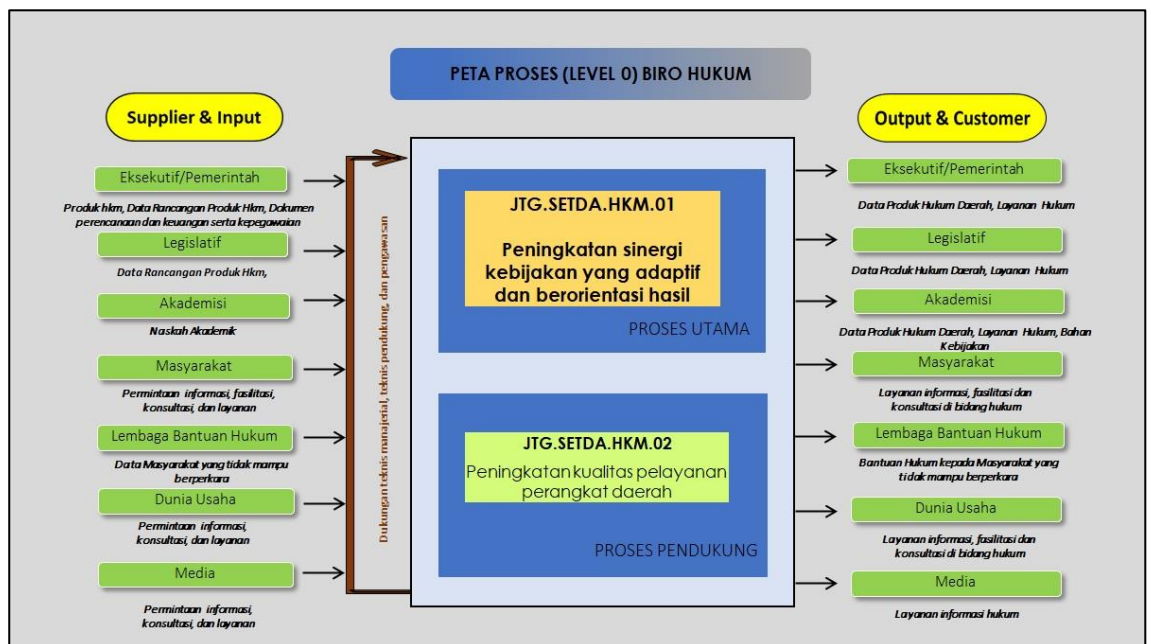 PETA PROSES (LEVEL 0) BIRO HUKUM
Supplier & Input
Eksekutif/Pemerintah
Produk hkm, Data Rancangan Produk Hkm, Dokumen
perencanaan dan keuangan serta kepegawaian
Legislatif
Data Rancangan Produk Hkm,
Akademisi
Naskah Akademik
Masyarakat
Permintaan informasi, fasilitasi,
konsultasi, dan layanan
Lembaga Bantuan Hukum
Data Masyarakat yang tidak mampu
berperkara
Dunia Usaha
Permintaan informasi,
konsultasi, dan layanan
Media
Permintaan informasi,
konsultasi, dan layanan
Dukungan teknis manajerial, teknis pendukung, dan pengawasan
JTG.SETDA.HKM.01
Peningkatan sinergi
kebijakan yang adaptif
dan berorientasi hasil
PROSES UTAMA
JTG.SETDA.HKM.02
Peningkatan kualitas pelayanan
perangkat daerah
PROSES PENDUKUNG
Output & Customer
Eksekutif/Pemerintah
Data Produk Hukum Daerah, Layanan Hukum
Legislatif
Data Produk Hukum Daerah, Layanan Hukum
Akademisi
Data Produk Hukum Daerah, Layanan Hukum, Bahan
Kebijakan
Masyarakat
Layanan informasi, fasilitasi dan
konsultasi di bidang hukum
Lembaga Bantuan Hukum
Bantuan Hukum kepada Masyarakat yang
tidak mampu berperkara
Dunia Usaha
Layanan informasi, fasilitasi dan
konsultasi di bidang hukum
Media
Layanan informasi hukum